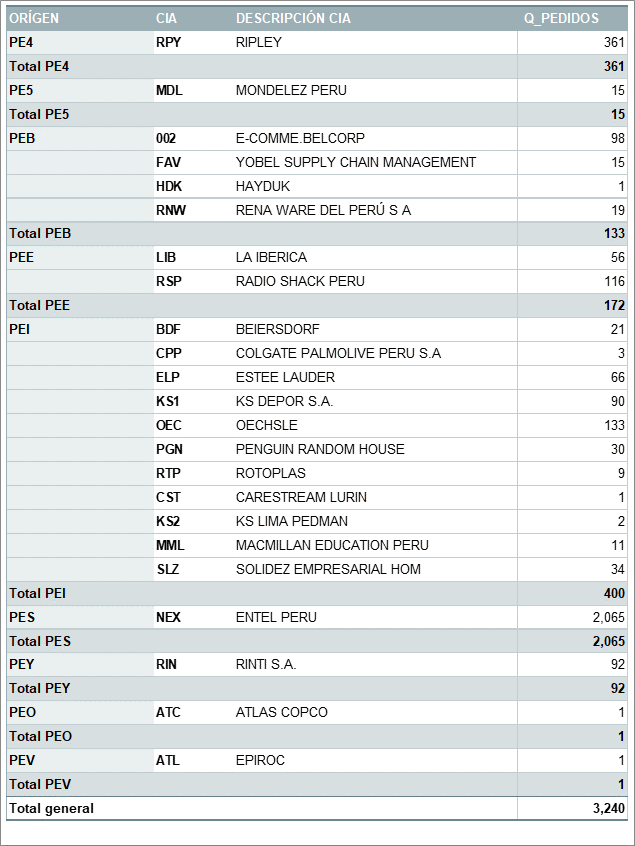 ORÍGEN CIA DESCRIPCIÓN CIA Q_PEDIDOS
PE4 RPY RIPLEY 361
Total PE4 361
PE5 MDL MONDELEZ PERU 15
Total PE5 15
PEB 002 E-COMME.BELCORP 98
FAV YOBEL SUPPLY CHAIN MANAGEMENT 15
HDK HAYDUK 1
RNW RENA WARE DEL PERÚ S A 19
Total PEB 133
PEE LIB LA IBERICA 56
RSP RADIO SHACK PERU 116
Total PEE 172
PEI BDF BEIERSDORF 21
CPP COLGATE PALMOLIVE PERU S.A 3
ELP ESTEE LAUDER 66
KS1 KS DEPOR S.A. 90
OEC OECHSLE 133
PGN PENGUIN RANDOM HOUSE 30
RTP ROTOPLAS 9
CST CARESTREAM LURIN 1
KS2 KS LIMA PEDMAN 2
MML MACMILLAN EDUCATION PERU 11
SLZ SOLIDEZ EMPRESARIAL HOM 34
Total PEI 400
PES NEX ENTEL PERU 2,065
Total PES 2,065
PEY RIN RINTI S.A. 92
Total PEY 92
PEO ATC ATLAS COPCO 1
Total PEO 1
PEV ATL EPIROC 1
Total PEV 1
Total general 3,240